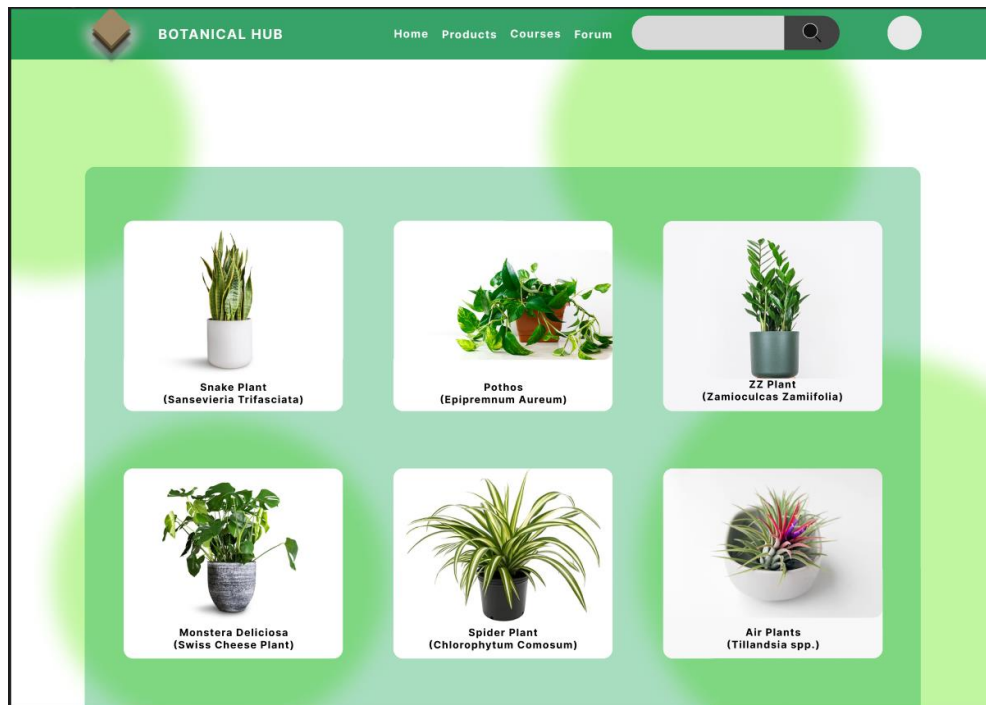 BOTANICAL HUB
Home Products Courses Forum
Snake Plant
(Sansevieria Trifasciata)
Pothos
(Epipremnum Aureum)
ZZ Plant
(Zamioculcas Zamiifolia)
Monstera Deliciosa
(Swiss Cheese Plant)
Spider Plant
(Chlorophytum Comosum)
Air Plants
(Tillandsia spp.)